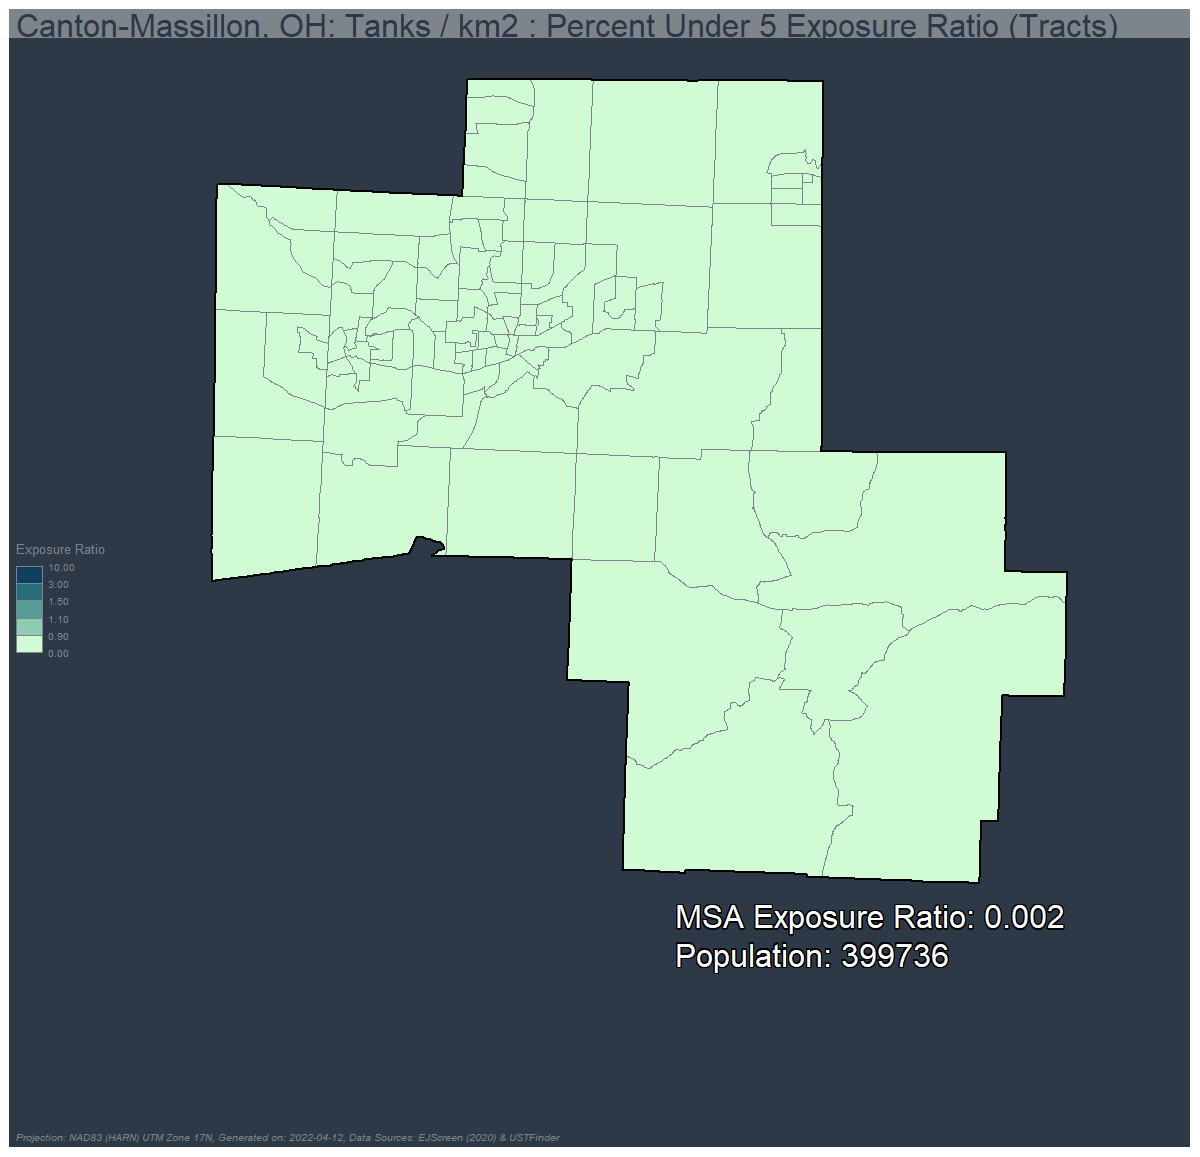 Canton-Massillon, OH: Tanks / km2 : Percent Under 5 Exposure Ratio (Tracts)
Exposure Ratio
10.00
3.00
1.50
1.10
0.90
0.00
MSA Exposure Ratio: 0.002
Population: 399736
Projection: NAD83 (HARN) UTM Zone 17N, Generated on: 2022-04-12, Data Sources: EJScreen (2020) & USTFinder